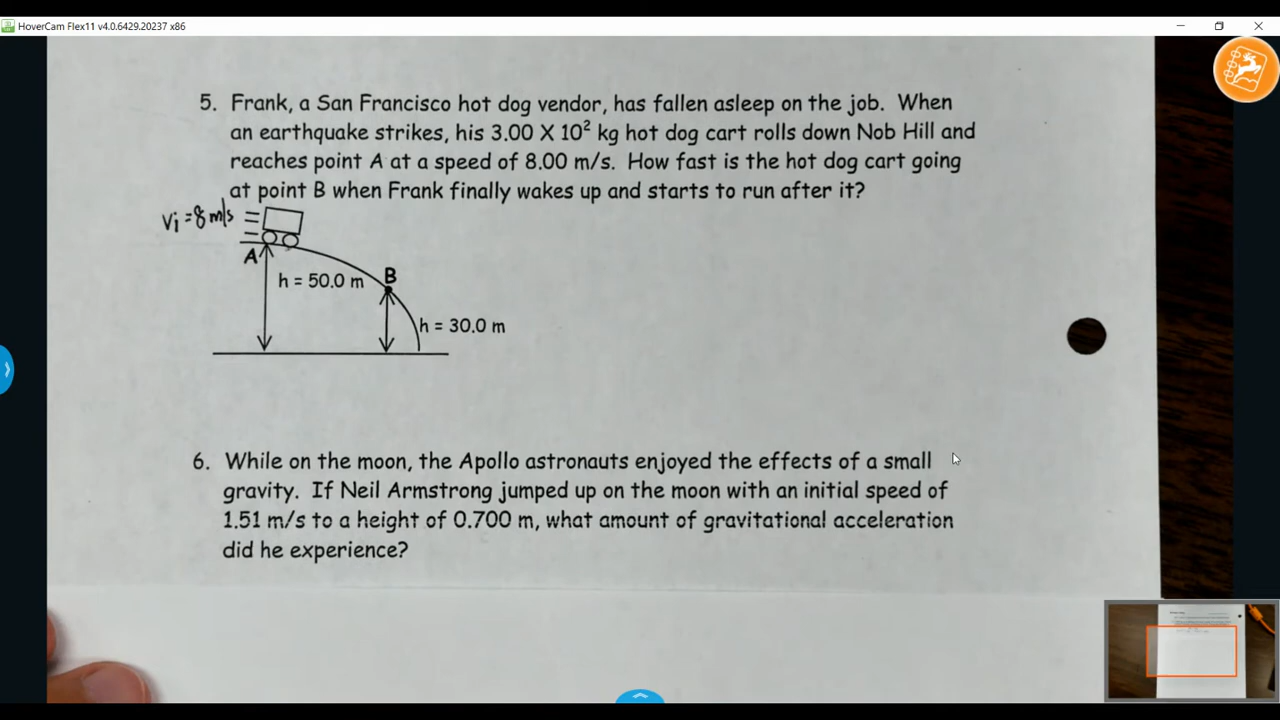 HoverCam Flex11 v4.0.6429.20237 x86
5. Frank, a San Francisco hot dog vendor, has fallen asleep on the job. When
an earthquake strikes, his 3.00 X 10² kg hot dog cart rolls down Nob Hill and
reaches point A at a speed of 8.00 m/s. How fast is the hot dog cart going
at point B when Frank finally wakes up and starts to run after it?
Vi = 8 m/s
A
h = 50.0 m
B
h = 30.0 m
6. While on the moon, the Apollo astronauts enjoyed the effects of a small
gravity. If Neil Armstrong jumped up on the moon with an initial speed of
1.51 m/s to a height of 0.700 m, what amount of gravitational acceleration
did he experience?